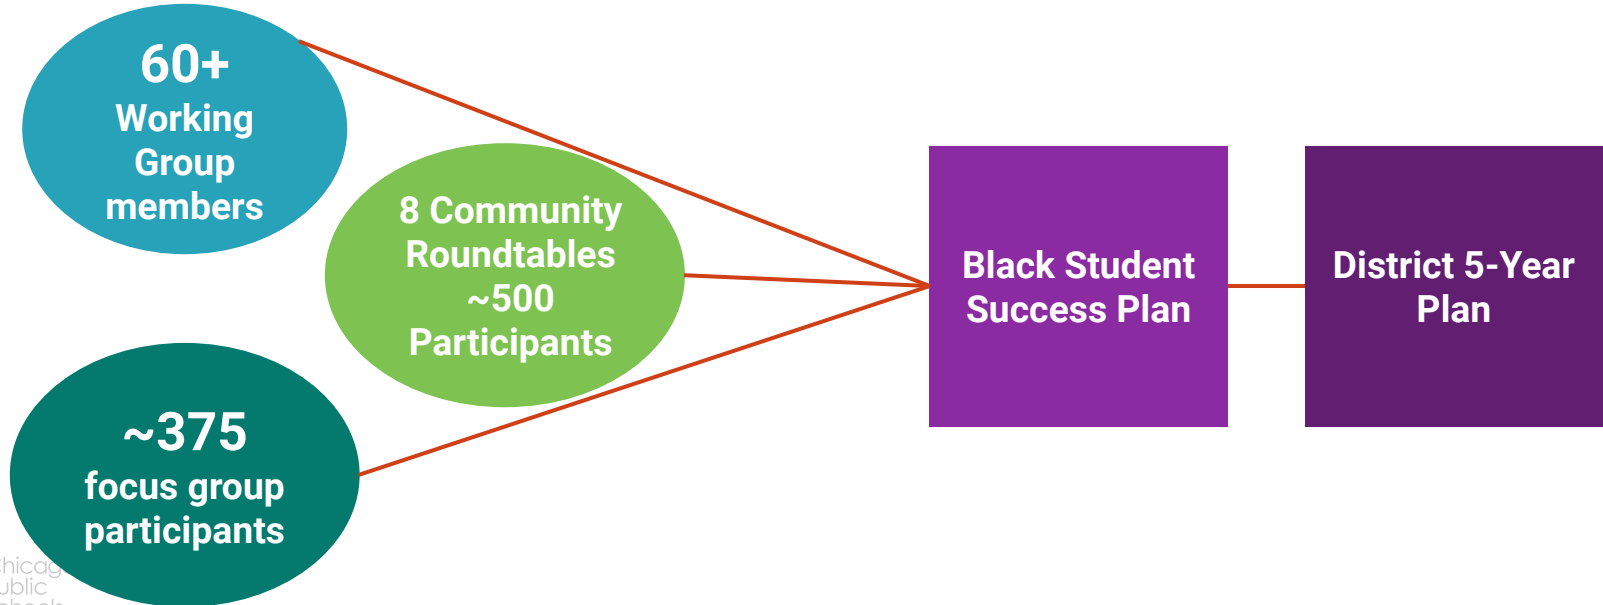 60+
Working
Group
members
8 Community
Roundtables
~500
Participants
~375
focus group
participants
Black Student
Success Plan
District 5-Year
Plan